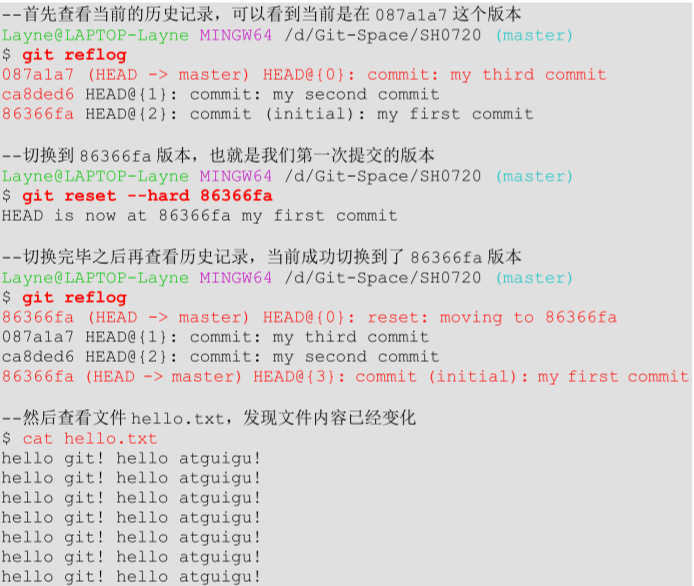 --首先查看当前的历史记录，可以看到当前是在 087a1a7 这个版本
Layne@LAPTOP-Layne MINGW64 /d/Git-Space/SH0720 (master)
$ git reflog
087a1a7 (HEAD -> master) HEAD@{0}: commit: my third commit
ca8ded6 HEAD@{1}: commit: my second commit
86366fa HEAD@{2}: commit (initial): my first commit
--切换到 86366fa 版本，也就是我们第一次提交的版本
Layne@LAPTOP-Layne MINGW64 /d/Git-Space/SH0720 (master)
$ git reset --hard 86366fa
HEAD is now at 86366fa my first commit
--切换完毕之后再查看历史记录，当前成功切换到了 86366fa 版本
Layne@LAPTOP-Layne MINGW64 /d/Git-Space/SH0720 (master)
$ git reflog
86366fa (HEAD -> master) HEAD@{0}: reset: moving to 86366fa
087a1a7 HEAD@{1}: commit: my third commit
ca8ded6 HEAD@{2}: commit: my second commit
86366fa (HEAD -> master) HEAD@{3}: commit (initial): my first commit
--然后查看文件 hello.txt，发现文件内容已经变化
$ cat hello.txt
hello git! hello atguigu!
hello git! hello atguigu!
hello git! hello atguigu!
hello git! hello atguigu!
hello git! hello atguigu!
hello git! hello atguigu!
hello git! hello atguigu!